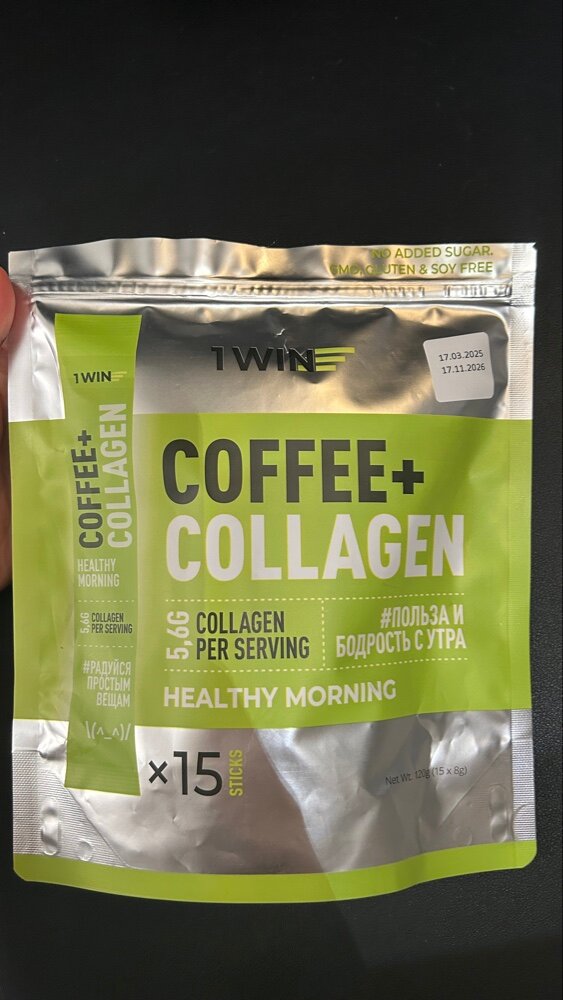 NO ADDED SUGAR.
GMO, GLUTEN & SOY FREE
1WIN
17.03.2025
17.11.2026
1WIN
COFFEE+
COLLAGEN
HEALTHY
MORNING
5,6G COLLAGEN
PER SERVING
#РАДУЙСЯ
ПРОСТЫМ
ВЕЩАМ
\(^_^)/
COFFEE+
COLLAGEN
5,6G COLLAGEN
PER SERVING
#ПОЛЬЗА И
БОДРОСТЬ С УТРА
HEALTHY MORNING
×15 STICKS
Net Wt. 120g (15 x 8g)